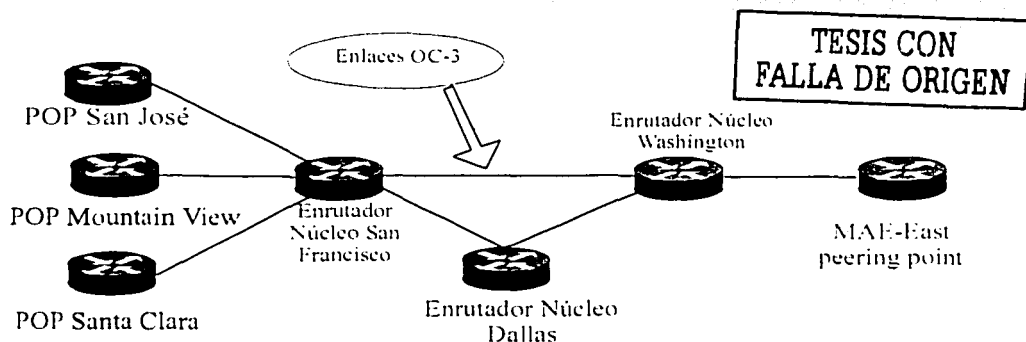 Enlaces OC-3
TESIS CON
FALLA DE ORIGEN
POP San José
Enrutador Núcleo
Washington
POP Mountain View
Enrutador
Núcleo San
Francisco
MAE-East
peering point
POP Santa Clara
Enrutador Núcleo
Dallas